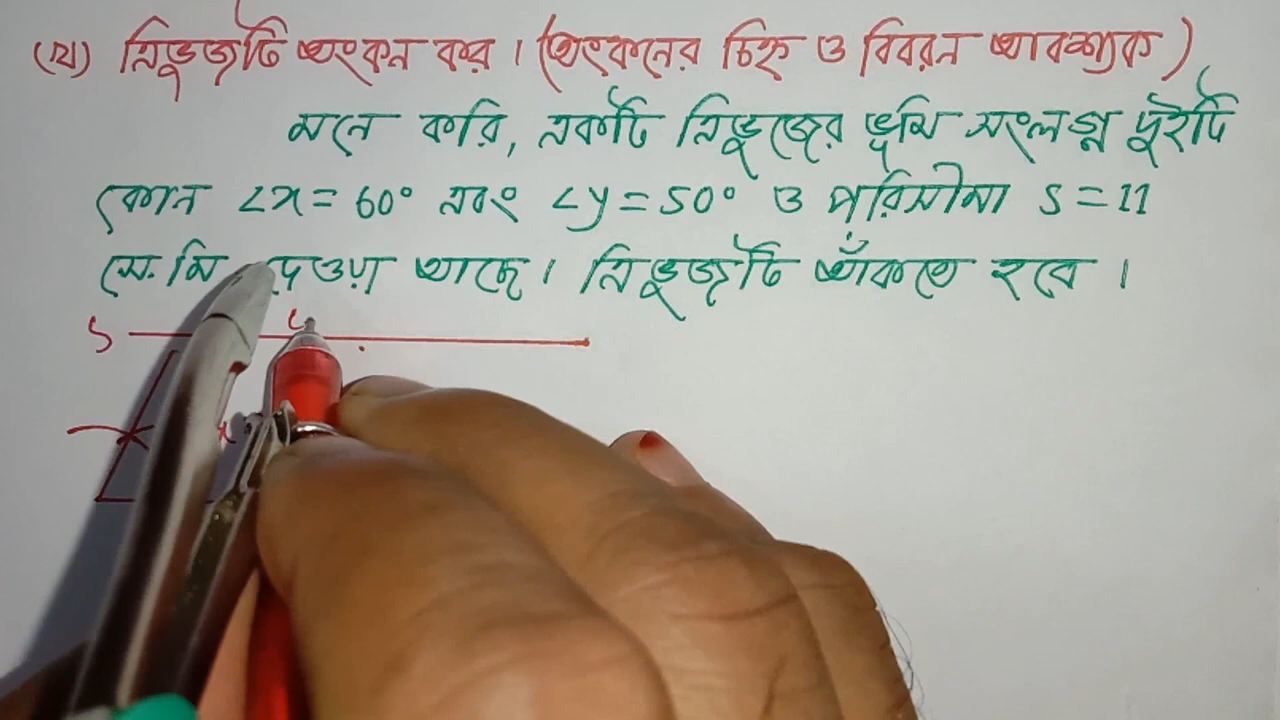 (খ) ত্রিভুজটি অংকন কর। (অংকনের চিহ্ন ও বিবরন আবশ্যক)
মনে করি, একটি ত্রিভুজের ভূমি সংলগ্ন দুইটি
কোন ∠x = 60° এবং ∠y = 50° ও পরিসীমা S = 11
সে.মি দেওয়া আছে। ত্রিভুজটি আঁকতে হবে।
S
x